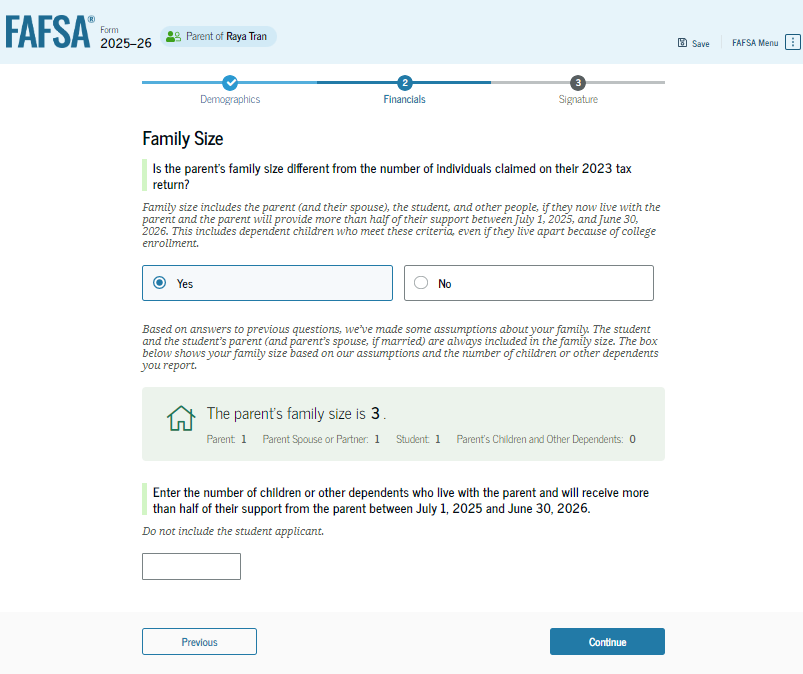 FAFSA®
Form
2025–26
Parent of Raya Tran
Save
FAFSA Menu
2
3
Demographics
Financials
Signature
Family Size
Is the parent's family size different from the number of individuals claimed on their 2023 tax
return?
Family size includes the parent (and their spouse), the student, and other people, if they now live with the
parent and the parent will provide more than half of their support between July 1, 2025, and June 30,
2026. This includes dependent children who meet these criteria, even if they live apart because of college
enrollment.
Yes
No
Based on answers to previous questions, we've made some assumptions about your family. The student
and the student's parent (and parent's spouse, if married) are always included in the family size. The box
below shows your family size based on our assumptions and the number of children or other dependents
you report.
The parent's family size is 3 .
Parent: 1 Parent Spouse or Partner: 1 Student: 1 Parent's Children and Other Dependents: 0
Enter the number of children or other dependents who live with the parent and will receive more
than half of their support from the parent between July 1, 2025 and June 30, 2026.
Do not include the student applicant.
Previous
Continue